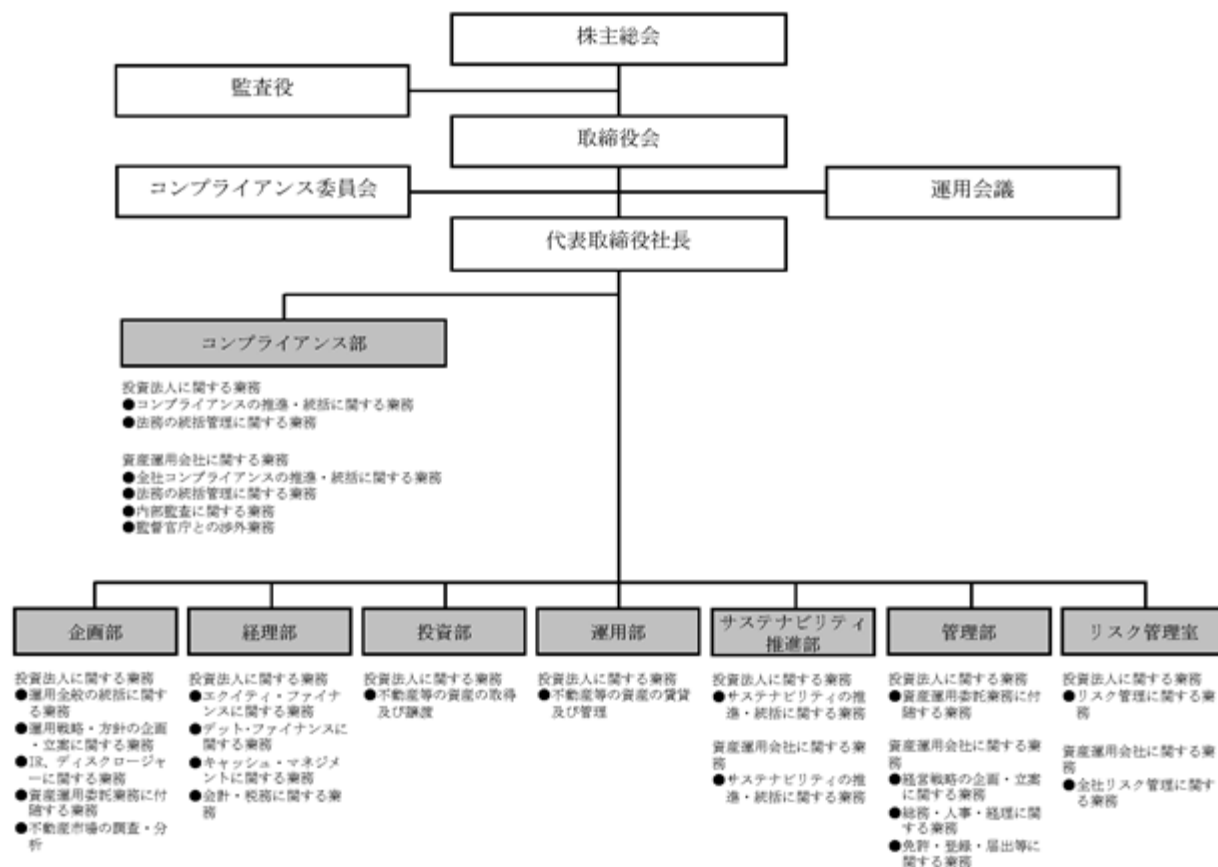 株主総会
監査役
取締役会
コンプライアンス委員会
運用会議
代表取締役社長
コンプライアンス部
投資法人に関する業務
●コンプライアンスの推進・統括に関する業務
●法務の統括管理に関する業務
資産運用会社に関する業務
●全社コンプライアンスの推進・統括に関する業務
●法務の統括管理に関する業務
●内部監査に関する業務
●監督官庁との渉外業務
企画部
投資法人に関する業務
●運用全般の統括に関す
る業務
●運用戦略・方針の企画
・立案に関する業務
●IR、ディスクロージャ
ーに関する業務
●資産運用委託業務に付
随する業務
●不動産市場の調査・分
析
経理部
投資法人に関する業務
●エクイティ・ファイナ
ンスに関する業務
●デット・ファイナンスに
関する業務
●キャッシュ・マネジメ
ントに関する業務
●会計・税務に関する業
務
投資部
投資法人に関する業務
●不動産等の資産の取得
及び譲渡
運用部
投資法人に関する業務
●不動産等の資産の賃貸
及び管理
サステナビリティ
推進部
投資法人に関する業務
●サステナビリティの推
進・統括に関する業務
資産運用会社に関する業
務
●サステナビリティの推
進・統括に関する業務
管理部
投資法人に関する業務
●資産運用委託業務に付
随する業務
資産運用会社に関する業
務
●経営戦略の企画・立案
に関する業務
●総務・人事・経理に関
する業務
●免許・登録・届出等に
関する業務
リスク管理室
投資法人に関する業務
●リスク管理に関する業
務
資産運用会社に関する業
務
●全社リスク管理に関す
る業務